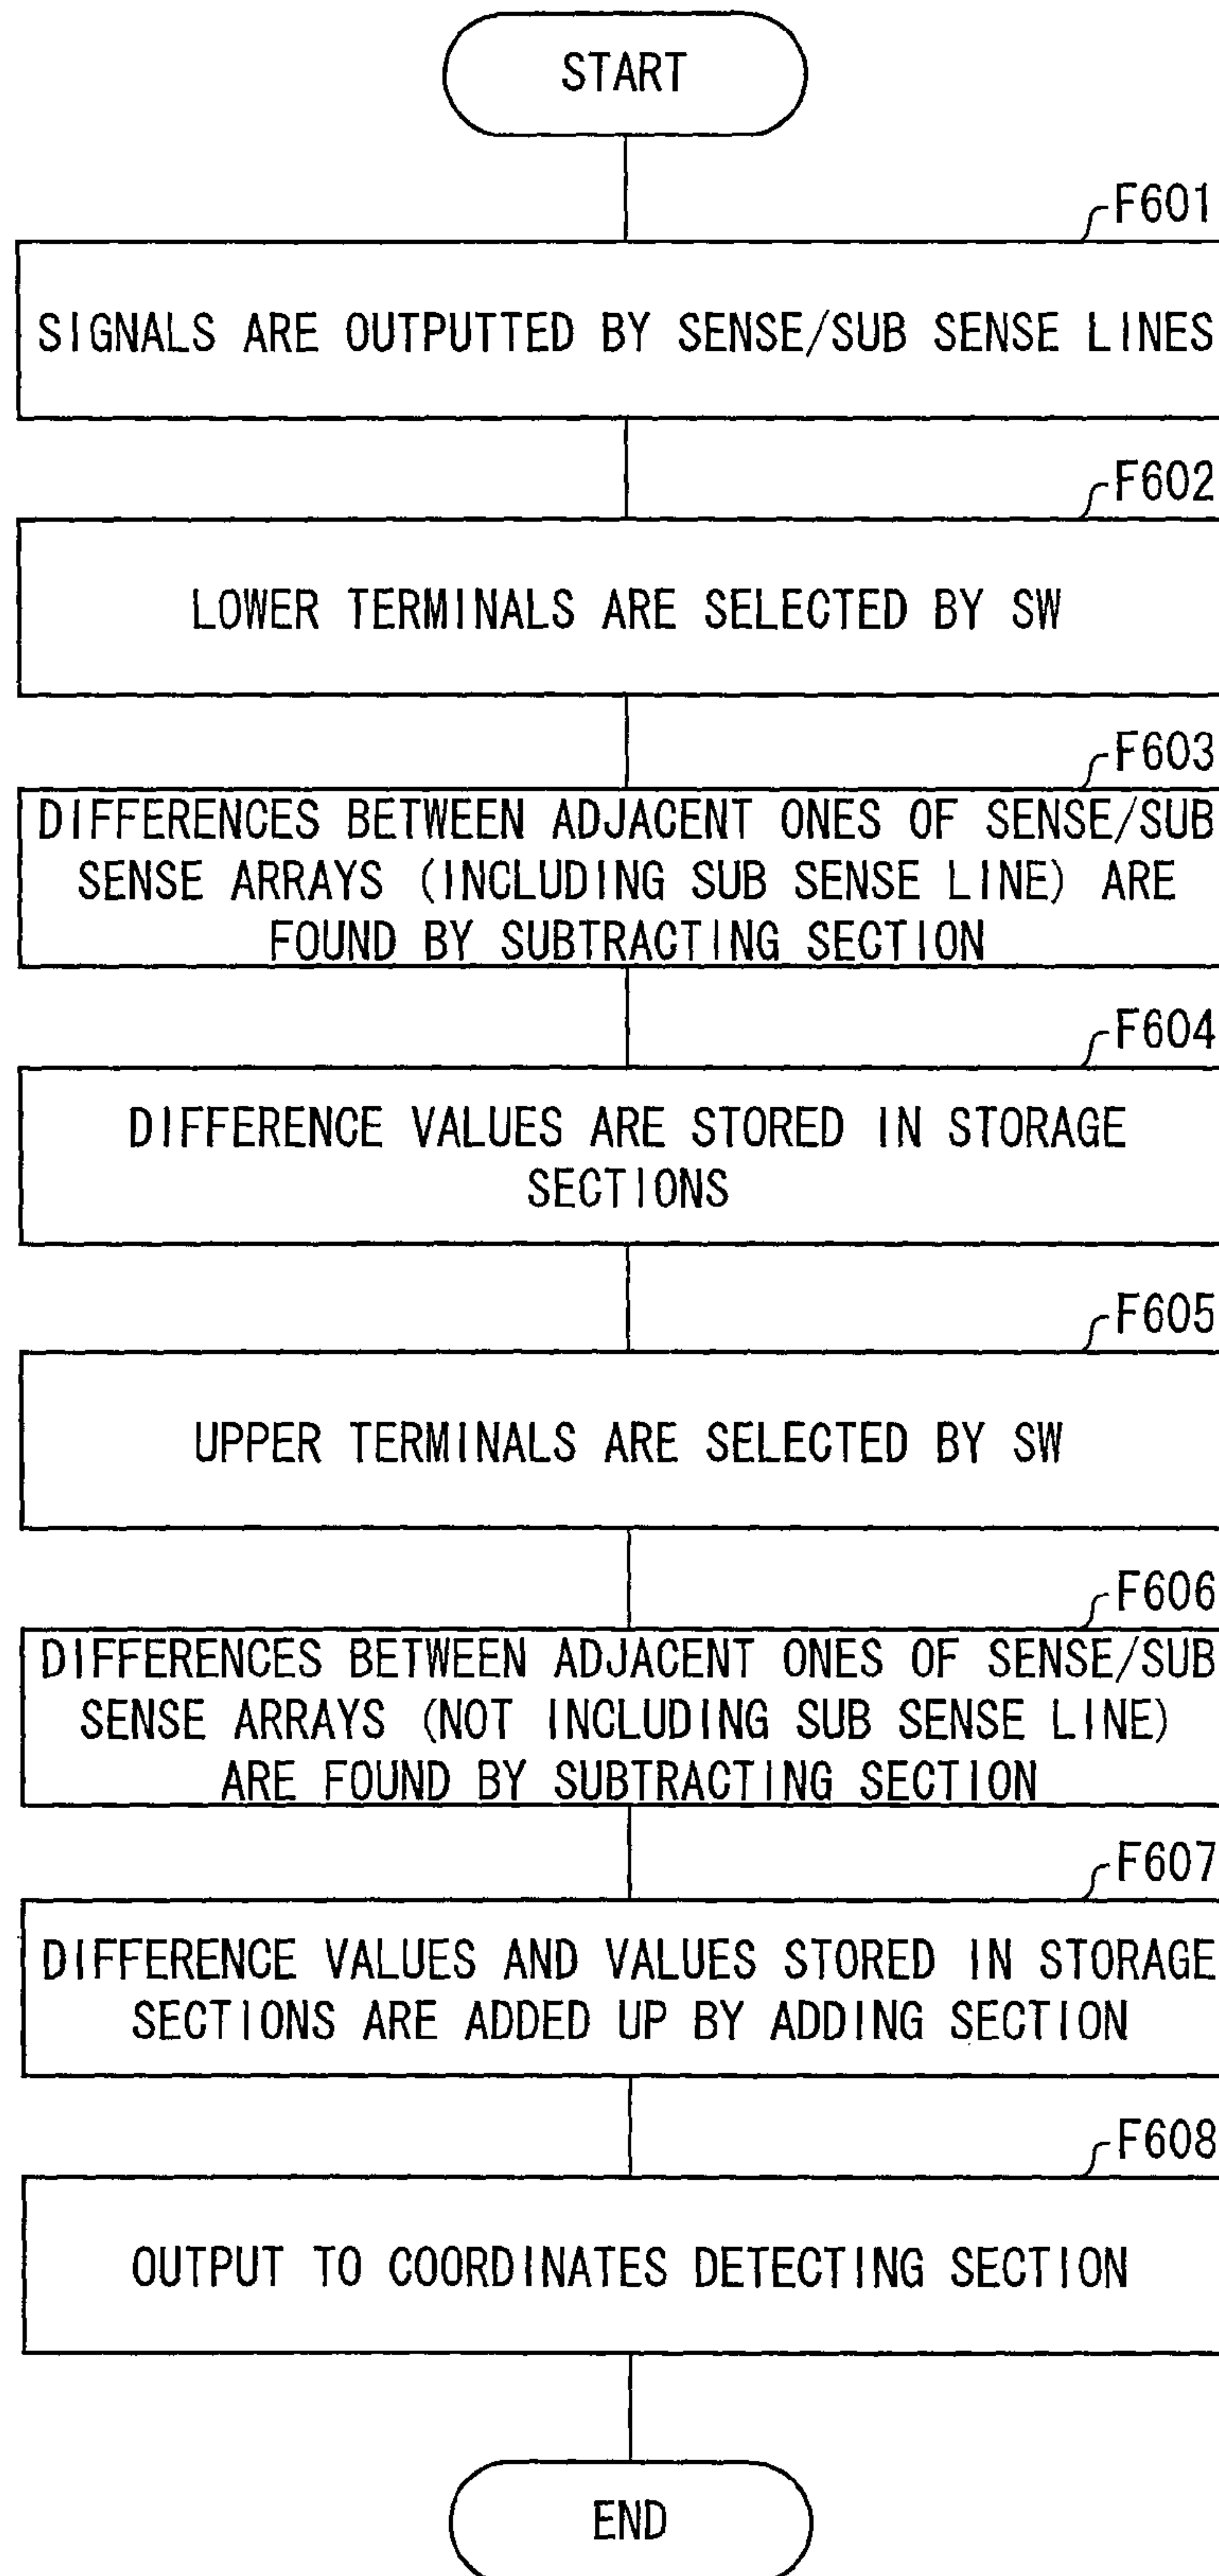 START
F601
SIGNALS ARE OUTPUTTED BY SENSE/SUB SENSE LINES
F602
LOWER TERMINALS ARE SELECTED BY SW
F603
DIFFERENCES BETWEEN ADJACENT ONES OF SENSE/SUB
SENSE ARRAYS (INCLUDING SUB SENSE LINE) ARE
FOUND BY SUBTRACTING SECTION
F604
DIFFERENCE VALUES ARE STORED IN STORAGE
SECTIONS
F605
UPPER TERMINALS ARE SELECTED BY SW
F606
DIFFERENCES BETWEEN ADJACENT ONES OF SENSE/SUB
SENSE ARRAYS (NOT INCLUDING SUB SENSE LINE)
ARE FOUND BY SUBTRACTING SECTION
F607
DIFFERENCE VALUES AND VALUES STORED IN STORAGE
SECTIONS ARE ADDED UP BY ADDING SECTION
F608
OUTPUT TO COORDINATES DETECTING SECTION
END